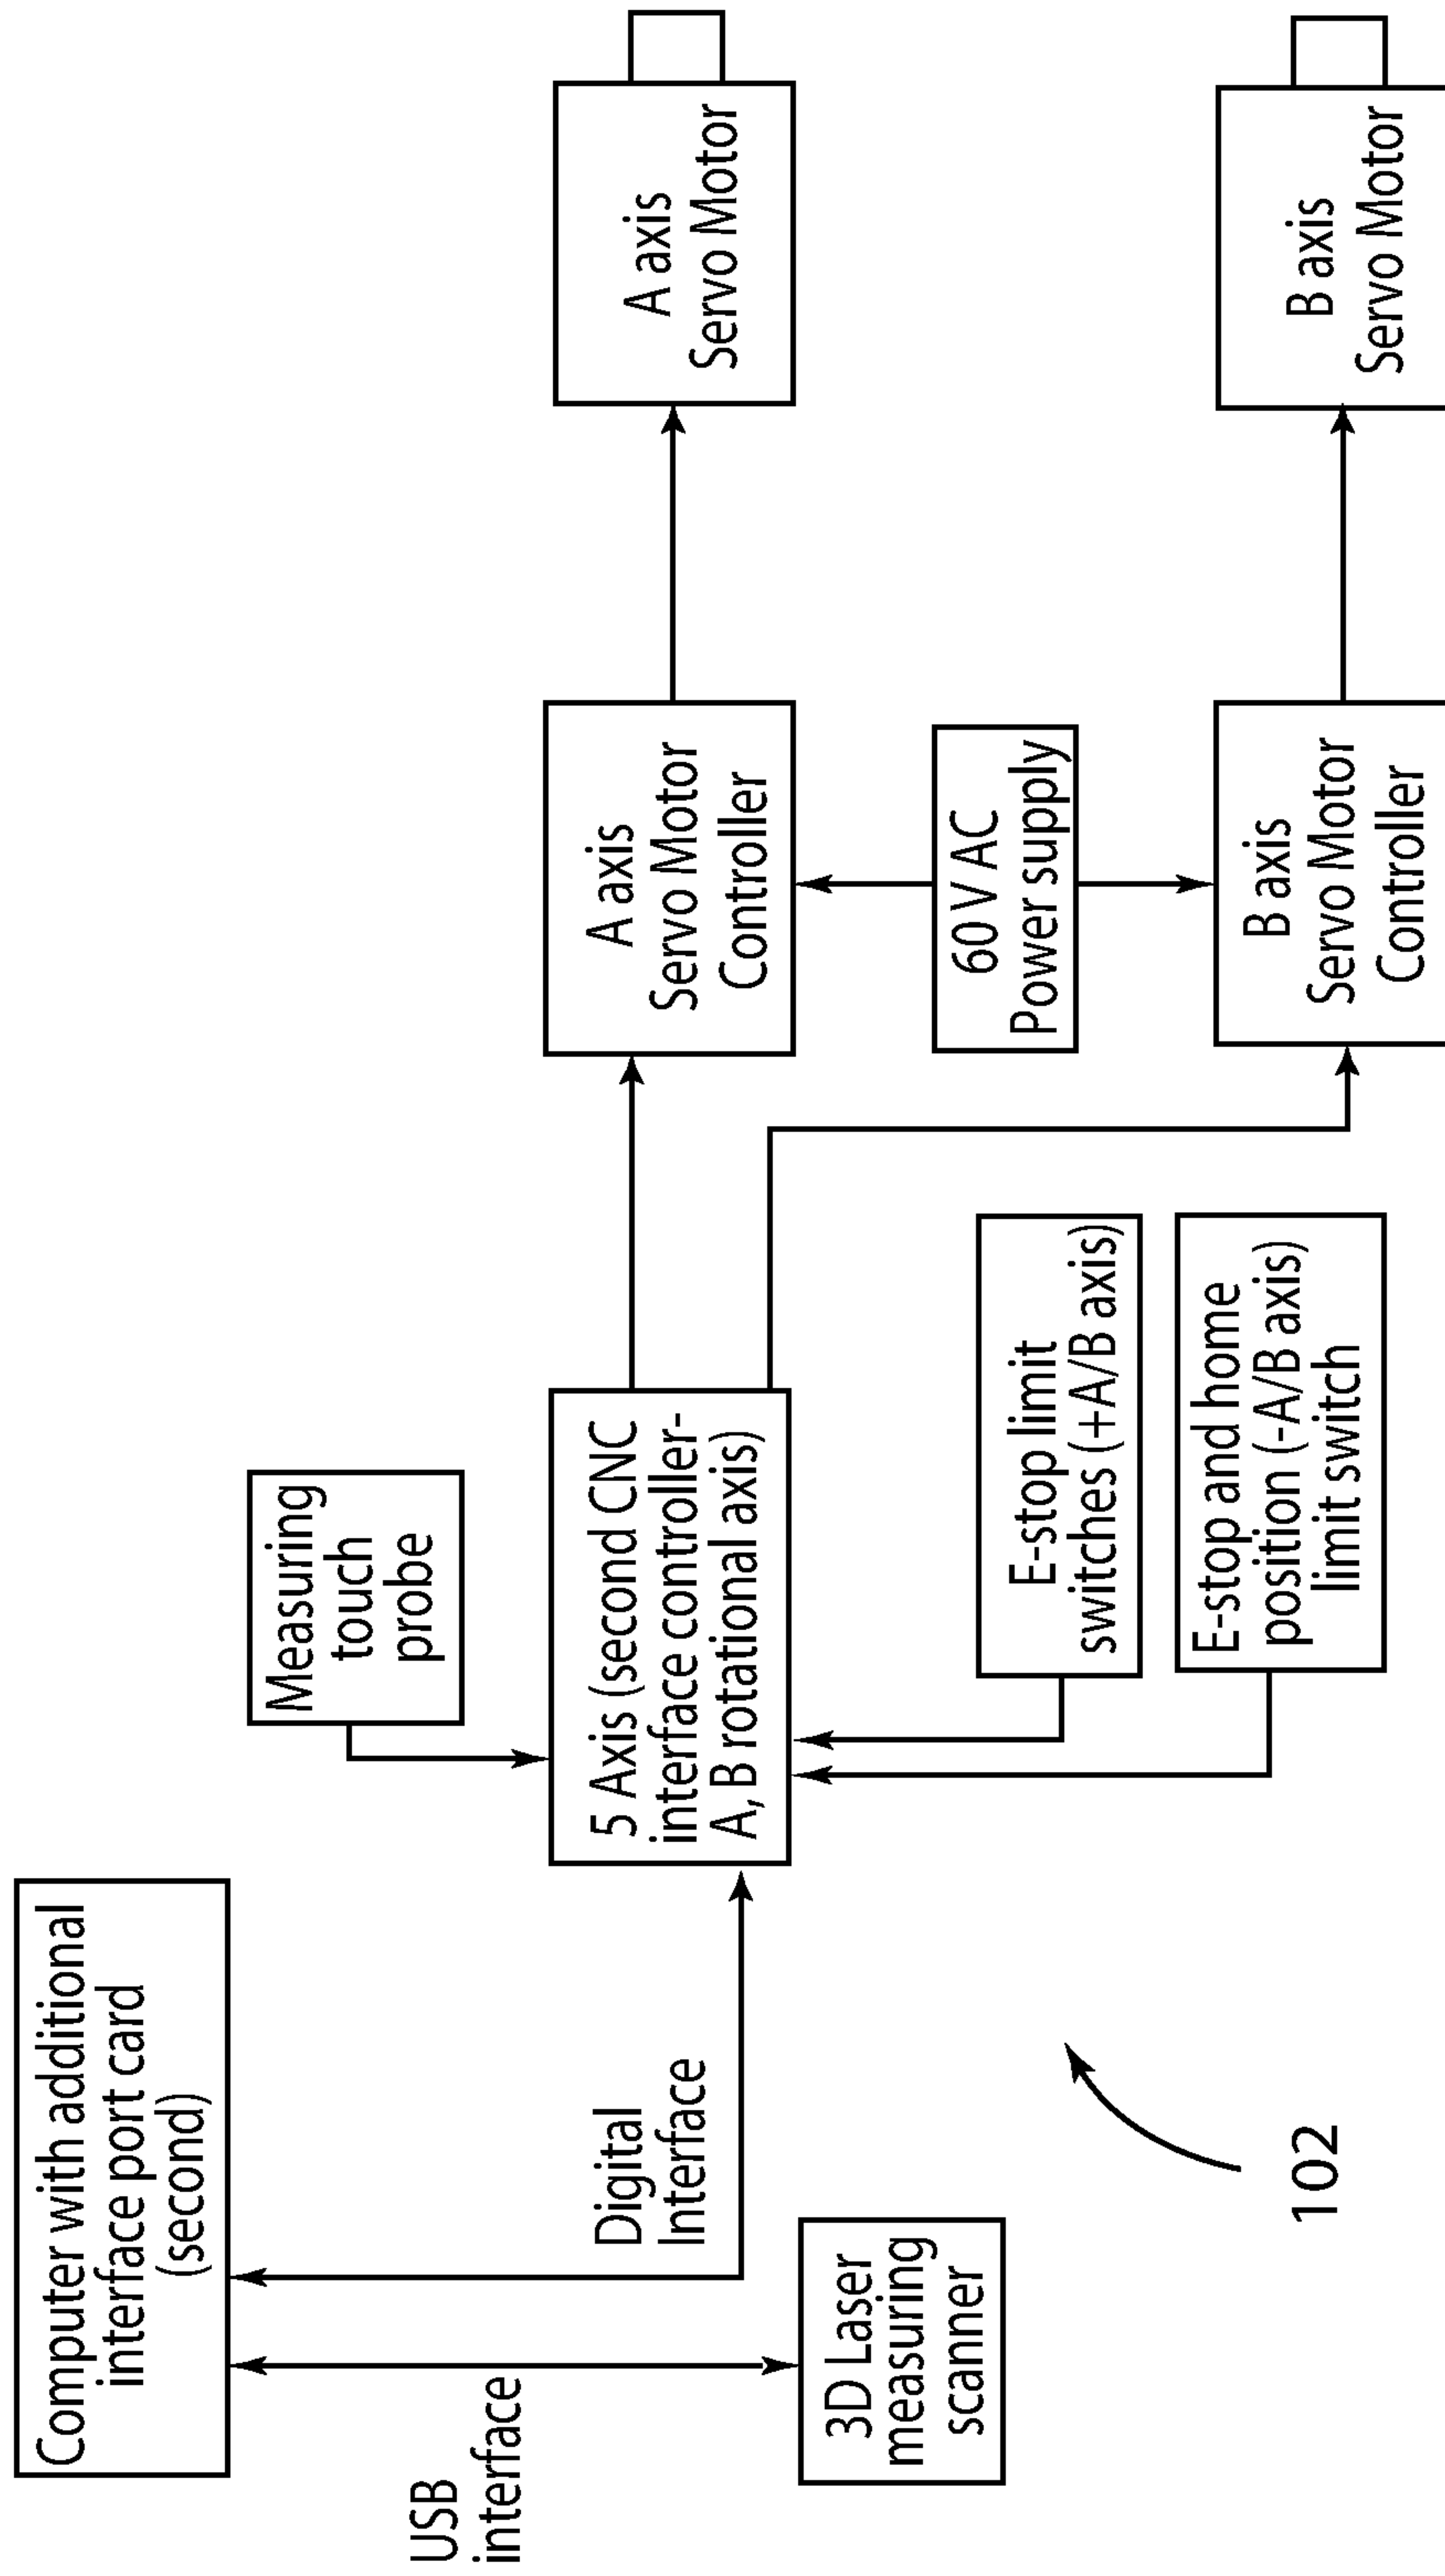 Computer with additional
interface port card
(second)
USB
interface
Digital
Interface
3D Laser
measuring
scanner
Measuring
touch
probe
5 Axis (second CNC
interface controller-
A, B rotational axis)
E-stop limit
switches (+A/B axis)
E-stop and home
position (-A/B axis)
limit switch
A axis
Servo Motor
Controller
60 V AC
Power supply
B axis
Servo Motor
Controller
A axis
Servo Motor
B axis
Servo Motor
102